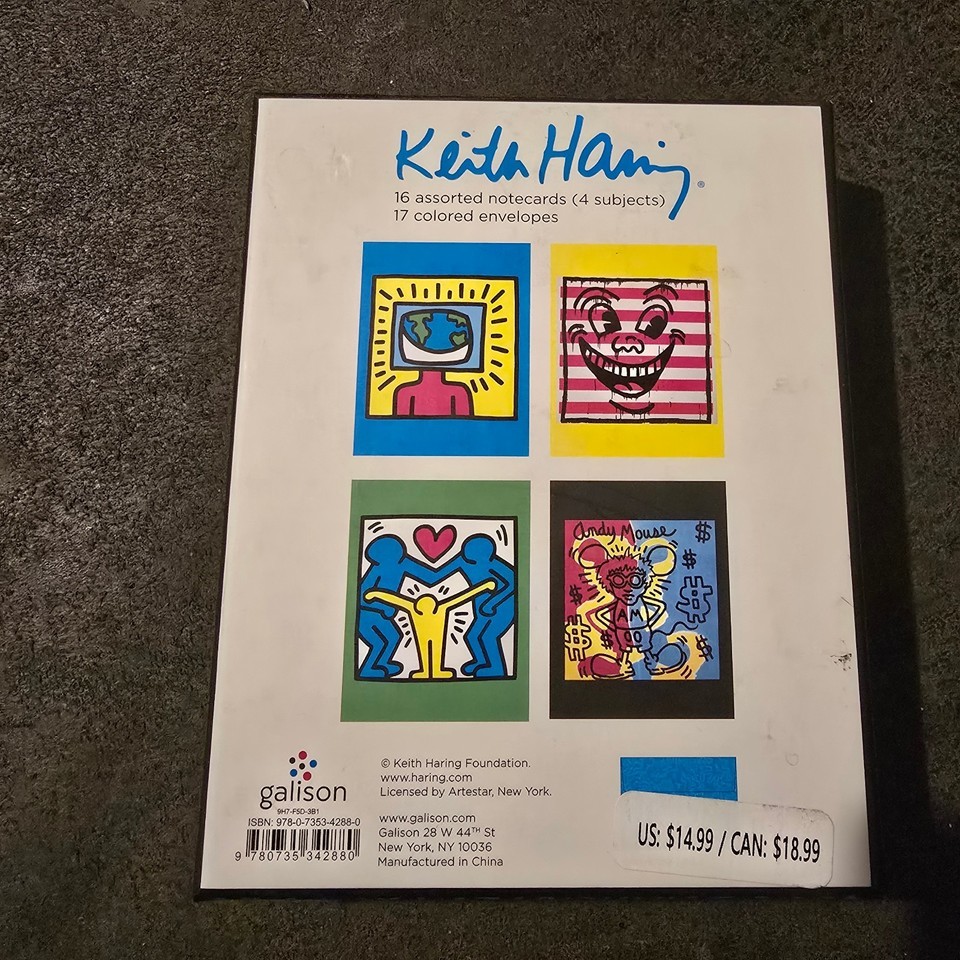 Keith Haring®
16 assorted notecards (4 subjects)
17 colored envelopes
Andy Mouse
$
$
$
$
$
$
$
AM
00
galison
9H7-F5D-3B1
ISBN: 978-0-7353-4288-0
9 780735 342880
© Keith Haring Foundation.
www.haring.com
Licensed by Artestar, New York.
www.galison.com
Galison 28 W 44TH St
New York, NY 10036
Manufactured in China
US: $14.99 / CAN: $18.99